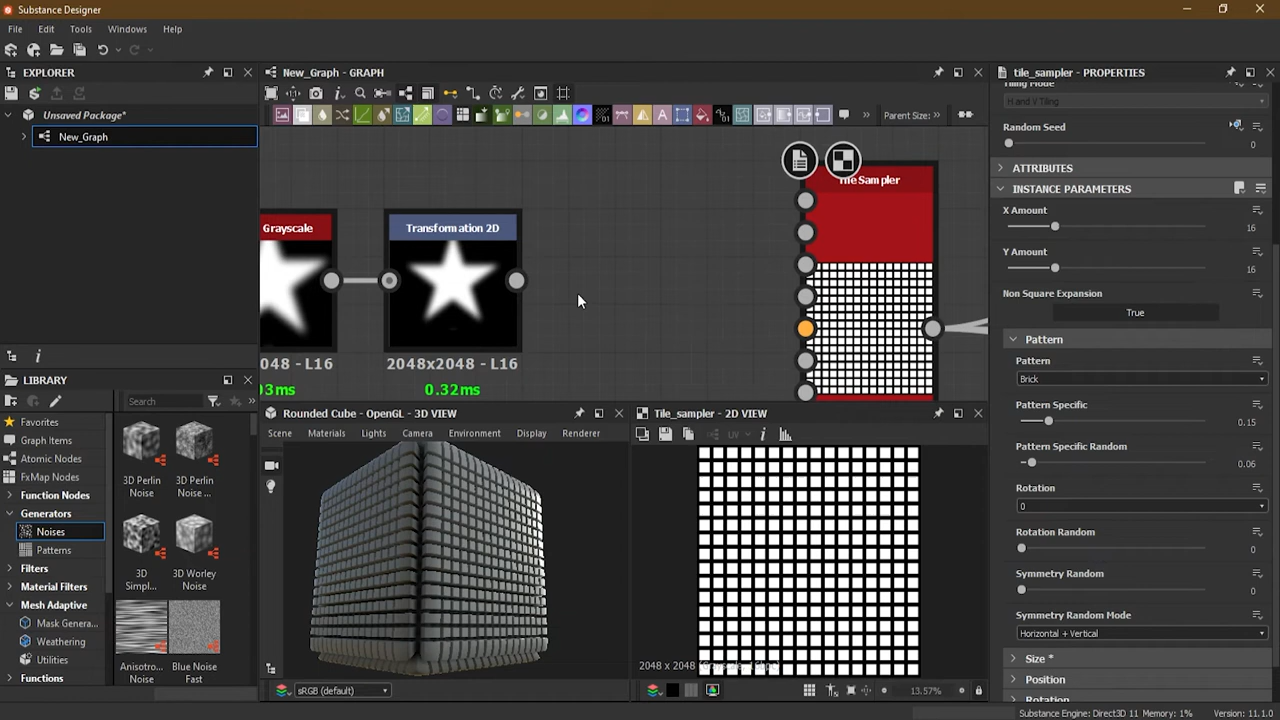 Substance Designer
File Edit Tools Windows Help
EXPLORER
Unsaved Package*
New_Graph
LIBRARY
Search
Favorites
Graph Items
Atomic Nodes
FxMap Nodes
Function Nodes
Generators
Noises
Patterns
Filters
Material Filters
Mesh Adaptive
Mask Genera...
Weathering
Utilities
Functions
3D Perlin Noise
3D Perlin Noise ...
3D Simpl...
3D Worley Noise
Anisotro... Noise
Blue Noise Fast
New_Graph - GRAPH
Parent Size:
Grayscale
048 - L16
03ms
Transformation 2D
2048x2048 - L16
0.32ms
Tile Sampler
Rounded Cube - OpenGL - 3D VIEW
Scene Materials Lights Camera Environment Display Renderer
sRGB (default)
Tile_sampler - 2D VIEW
UV
2048 x 2048 (Grayscale, 16bpc)
13.57%
tile_sampler - PROPERTIES
Tiling Mode
H and V Tiling
Random Seed
0
ATTRIBUTES
INSTANCE PARAMETERS
X Amount
16
Y Amount
16
Non Square Expansion
True
Pattern
Pattern
Brick
Pattern Specific
0.15
Pattern Specific Random
0.06
Rotation
0
Rotation Random
0
Symmetry Random
0
Symmetry Random Mode
Horizontal + Vertical
Size *
Position
Rotation
Substance Engine: Direct3D 11 Memory: 1% Version: 11.1.0